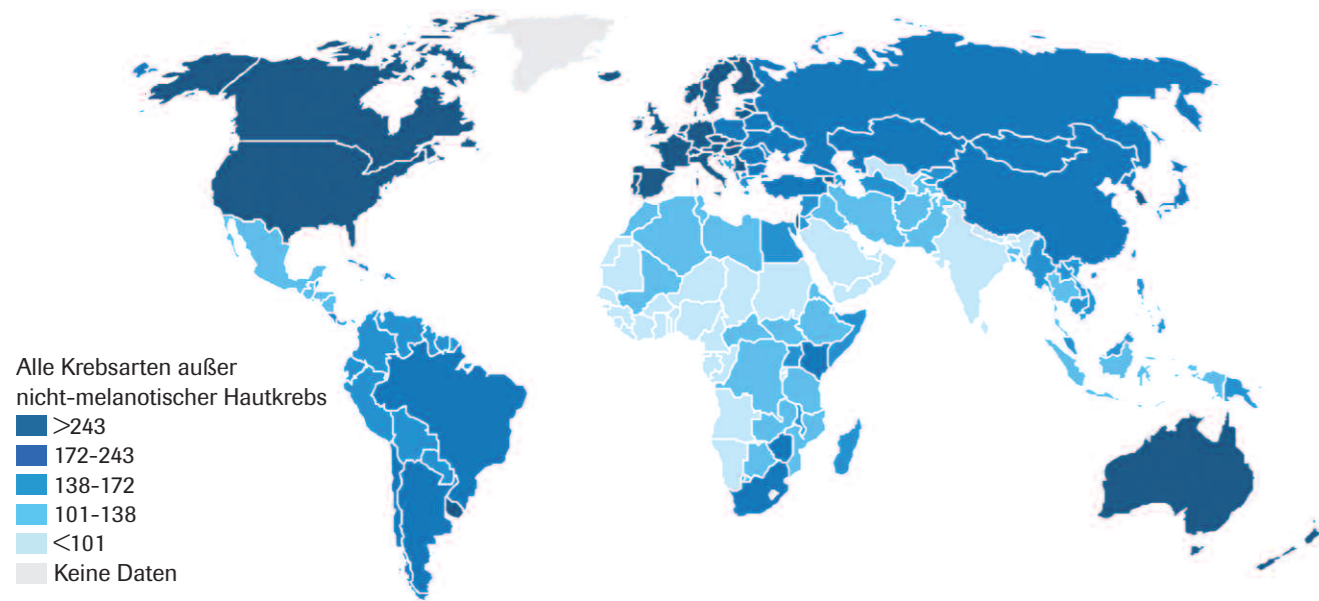 Alle Krebsarten außer
nicht-melanotischer Hautkrebs
>243
172-243
138-172
101-138
<101
Keine Daten